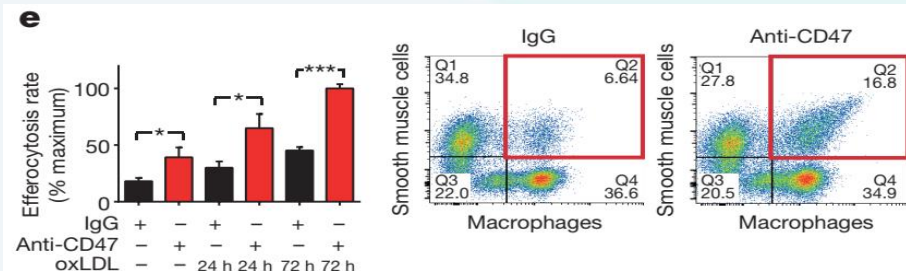 e
Efferocytosis rate
(% maximum)
100
50
0
*
*
***
IgG + – + – + –
Anti-CD47 – + – + – +
oxLDL – – 24 h 24 h 72 h 72 h
IgG
Smooth muscle cells
Q1
34.8
Q2
6.64
Q3
22.0
Q4
36.6
Macrophages
Anti-CD47
Smooth muscle cells
Q1
27.8
Q2
16.8
Q3
20.5
Q4
34.9
Macrophages